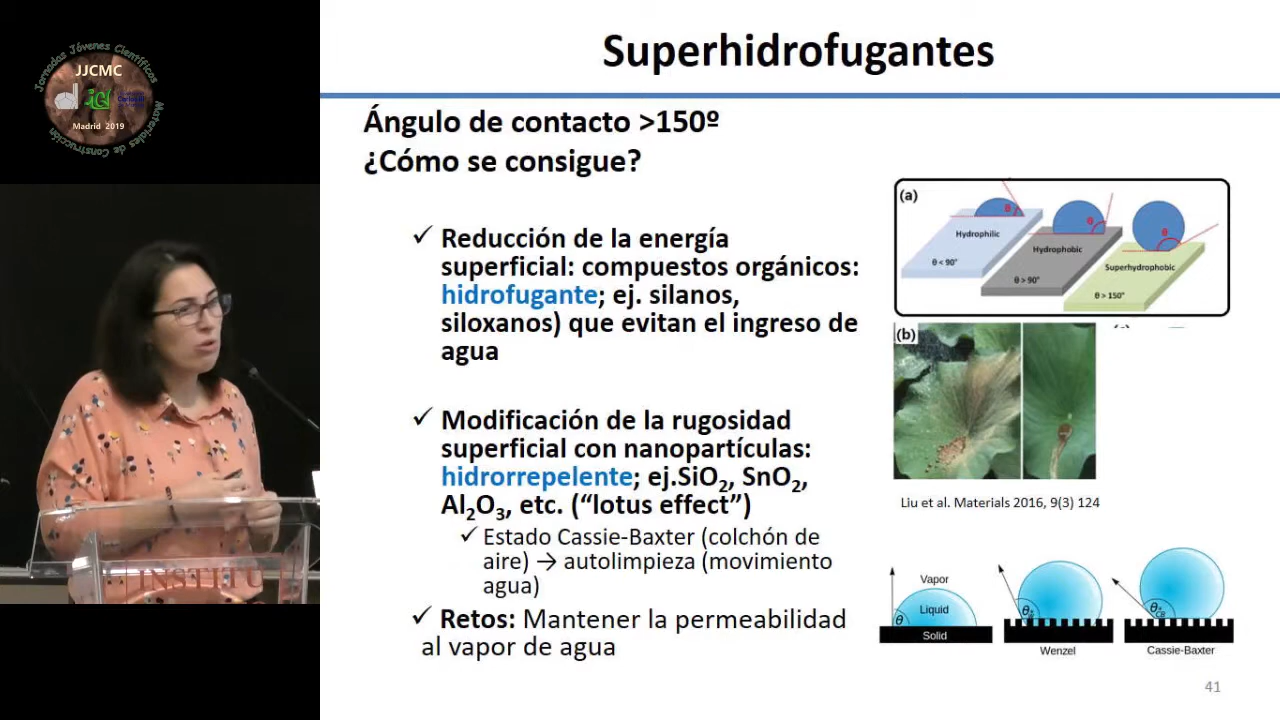 Jornadas Jóvenes Científicos
JJCMC
Madrid 2019
Materiales de Construcción
INSTITU
Superhidrofugantes
Ángulo de contacto >150º
¿Cómo se consigue?
✓ Reducción de la energía
superficial: compuestos orgánicos:
hidrofugante; ej. silanos,
siloxanos) que evitan el ingreso de
agua
✓ Modificación de la rugosidad
superficial con nanopartículas:
hidrorrepelente; ej.SiO₂, SnO₂,
Al₂O₃, etc. (“lotus effect”)
✓ Estado Cassie-Baxter (colchón de
aire) → autolimpieza (movimiento
agua)
✓ Retos: Mantener la permeabilidad
al vapor de agua
(a)
θ
Hydrophilic
θ < 90°
θ
Hydrophobic
θ > 90°
θ
Superhydrophobic
θ > 150°
(b)
Liu et al. Materials 2016, 9(3) 124
Vapor
Liquid
θ
Solid
Wenzel
Cassie-Baxter
41